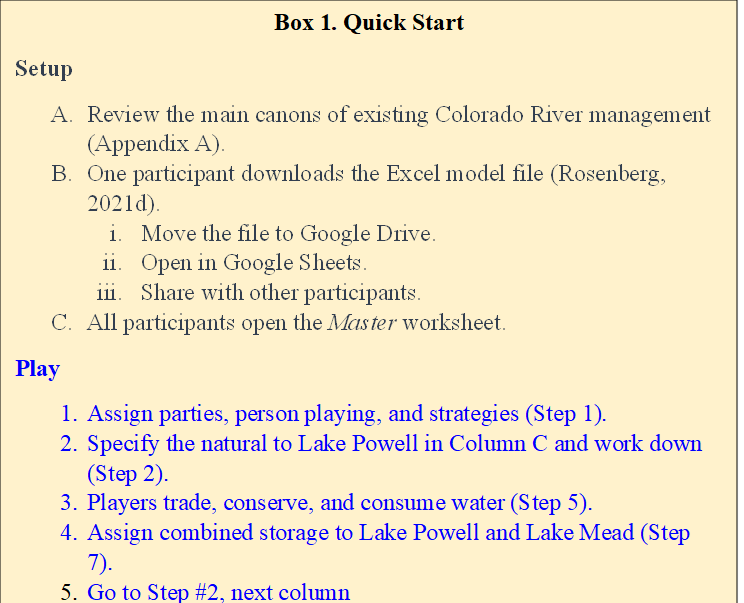 Box 1. Quick Start
Setup
A. Review the main canons of existing Colorado River management
(Appendix A).
B. One participant downloads the Excel model file (Rosenberg,
2021d).
i. Move the file to Google Drive.
ii. Open in Google Sheets.
iii. Share with other participants.
C. All participants open the Master worksheet.
Play
1. Assign parties, person playing, and strategies (Step 1).
2. Specify the natural to Lake Powell in Column C and work down
(Step 2).
3. Players trade, conserve, and consume water (Step 5).
4. Assign combined storage to Lake Powell and Lake Mead (Step
7).
5. Go to Step #2, next column